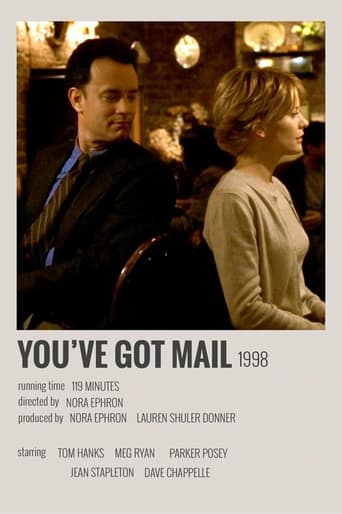 YOU'VE GOT MAIL 1998
running time 119 MINUTES
directed by NORA EPHRON
produced by NORA EPHRON LAUREN SHULER DONNER
starring TOM HANKS MEG RYAN PARKER POSEY
JEAN STAPLETON DAVE CHAPPELLE